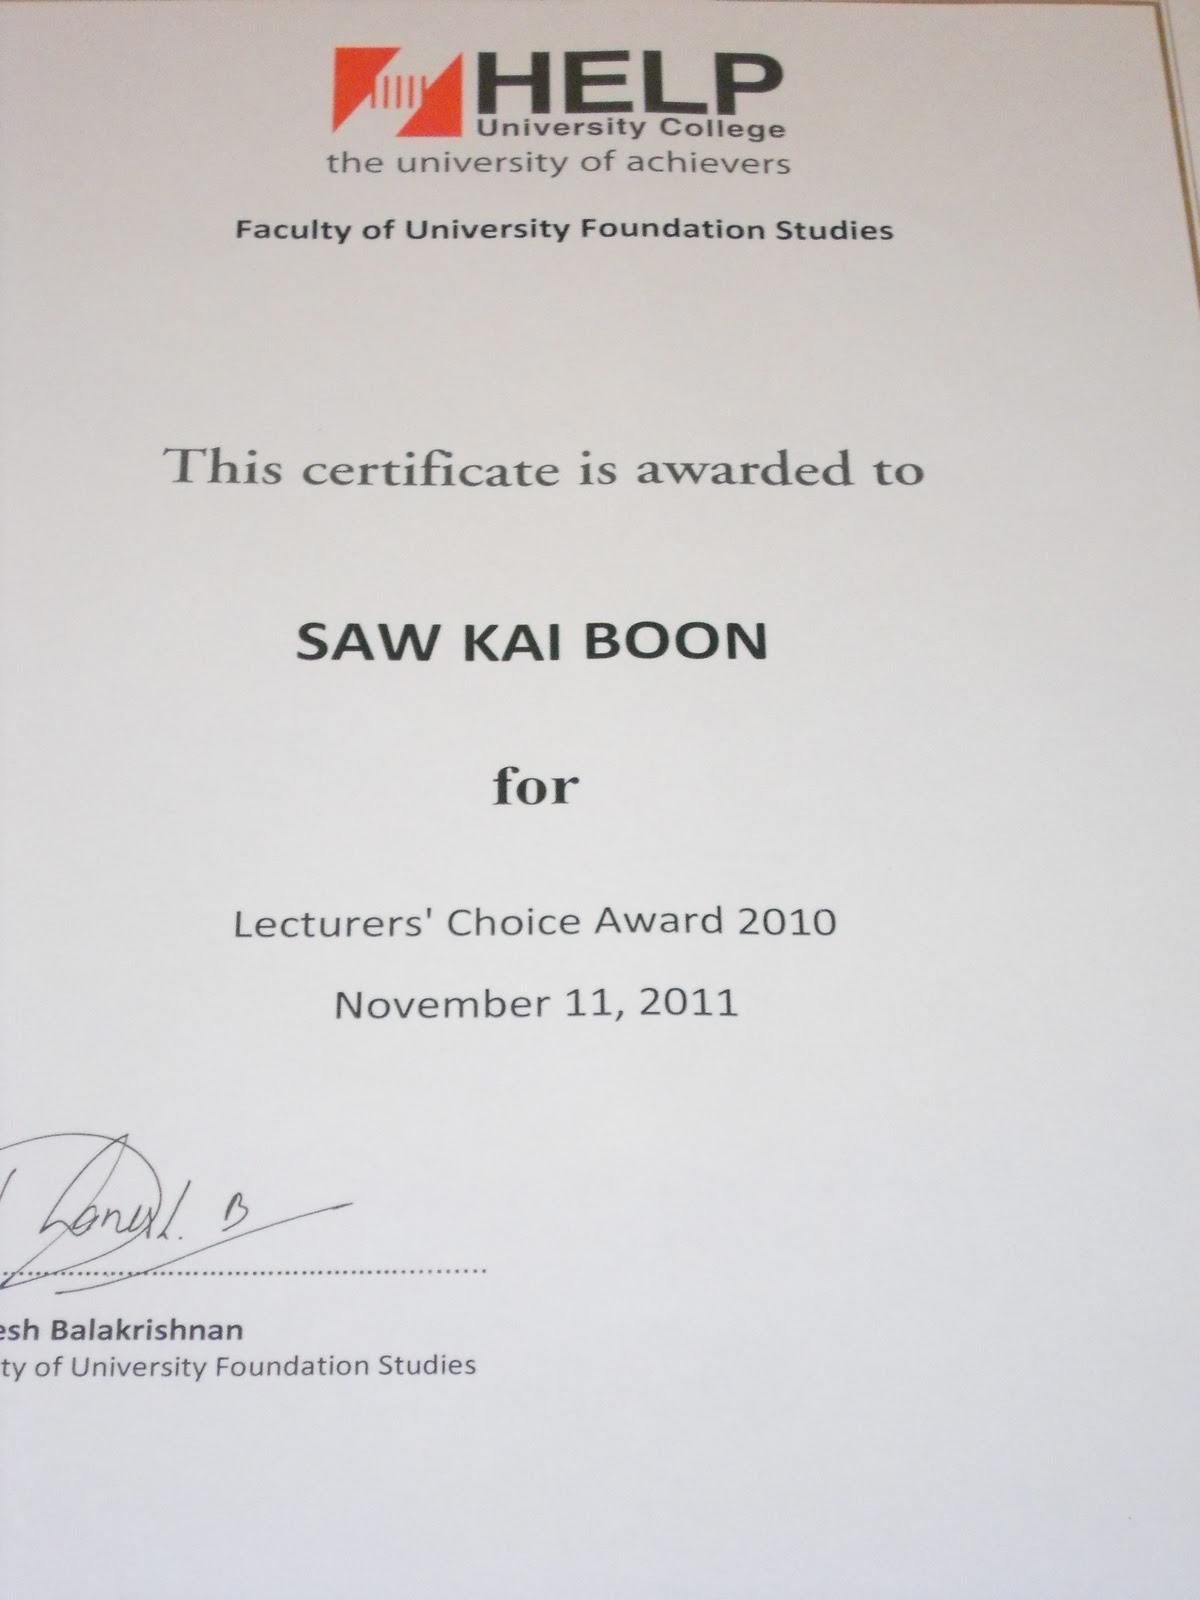 HELP
University College
the university of achievers
Faculty of University Foundation Studies
This certificate is awarded to
SAW KAI BOON
for
Lecturers' Choice Award 2010
November 11, 2011
B
esh Balakrishnan
ty of University Foundation Studies